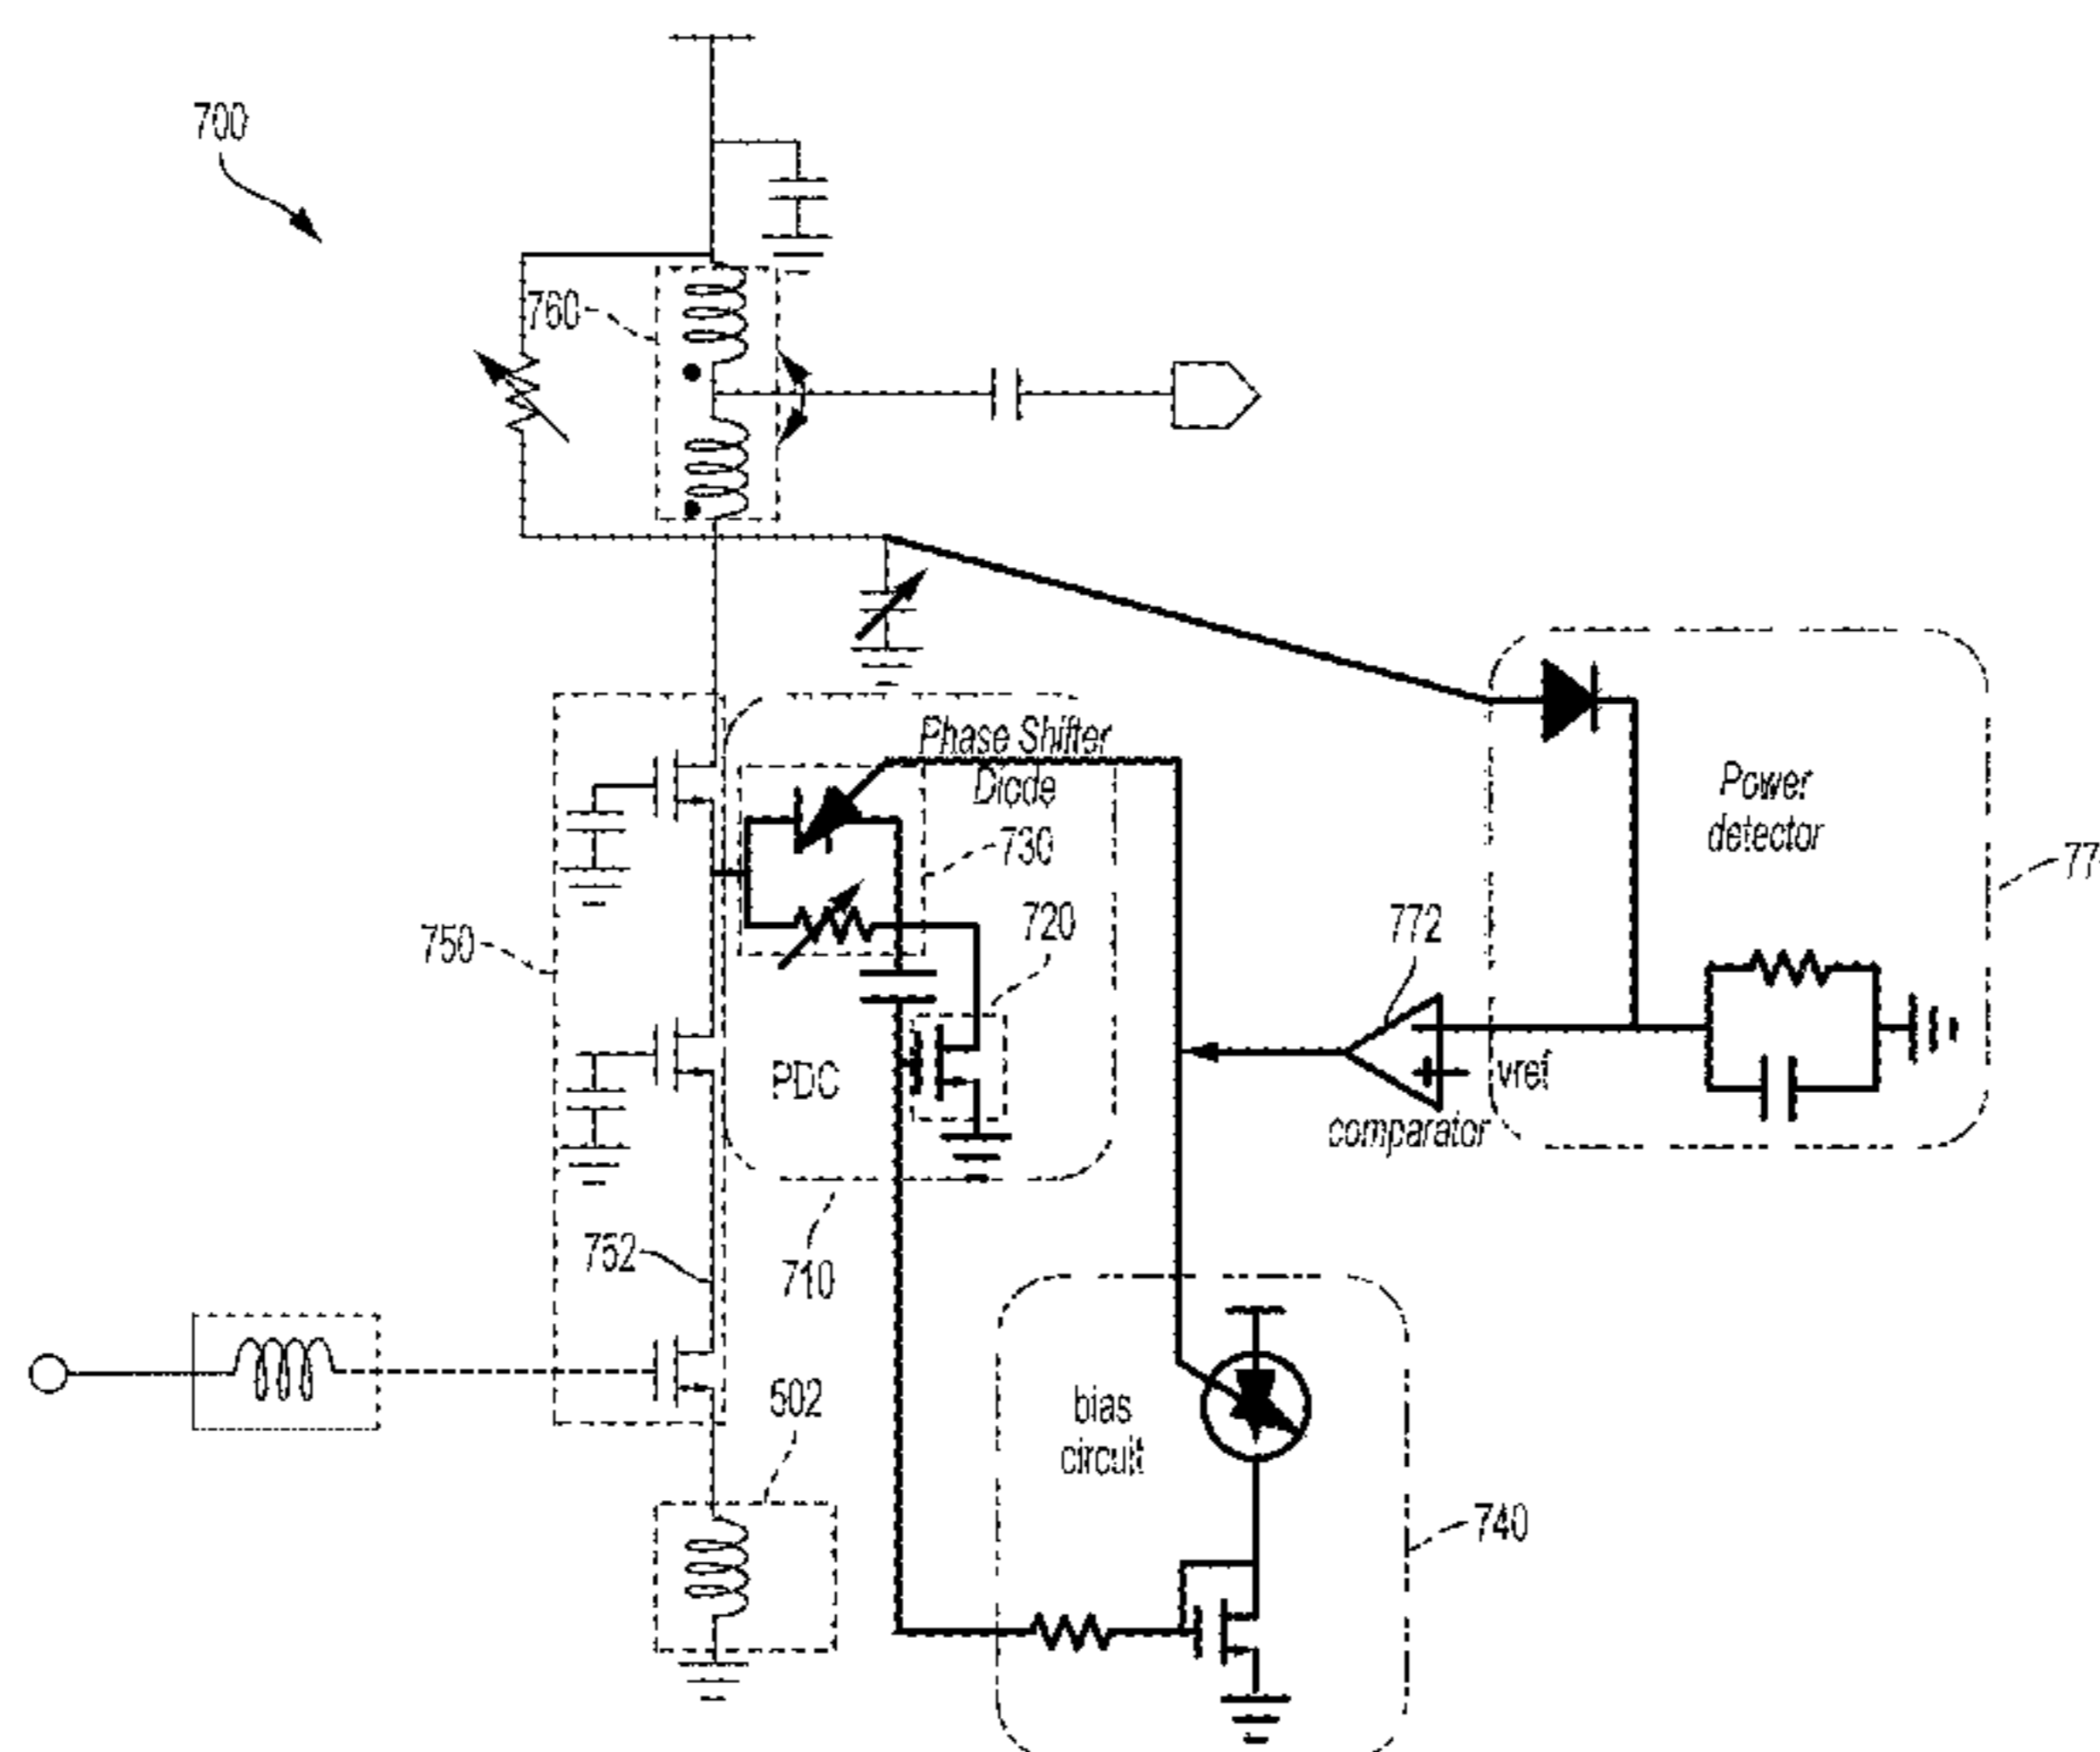 700
760
Phase Shifter
Diode
730
720
750
772
Power
detector
PDC
vref
comparator
752
710
502
bias
circuit
740